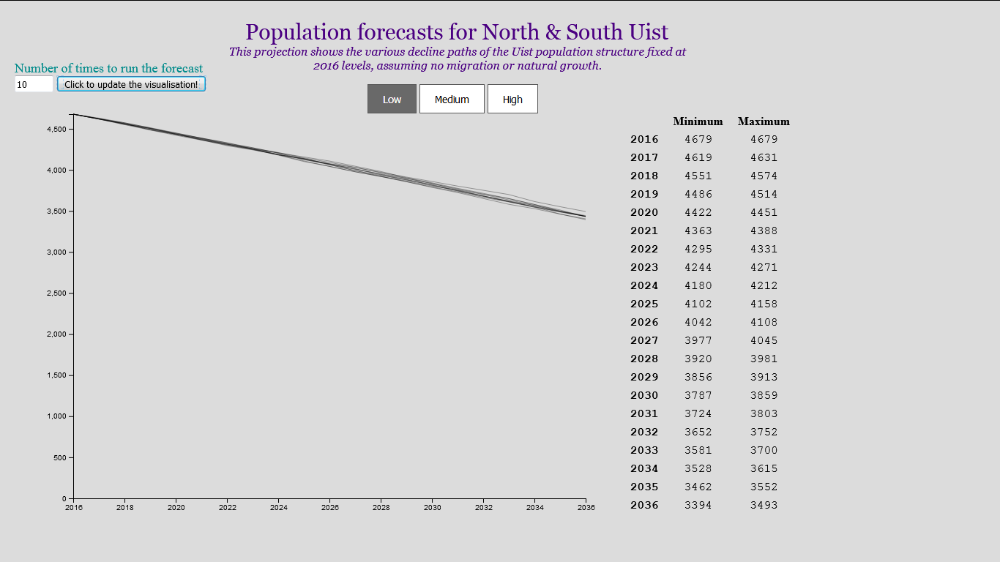 Population forecasts for North & South Uist
This projection shows the various decline paths of the Uist population structure fixed at
2016 levels, assuming no migration or natural growth.
Number of times to run the forecast
10 Click to update the visualisation!
Low Medium High
4,500
4,000
3,500
3,000
2,500
2,000
1,500
1,000
500
0
2016 2018 2020 2022 2024 2026 2028 2030 2032 2034 2036
Minimum Maximum
2016 4679 4679
2017 4619 4631
2018 4551 4574
2019 4486 4514
2020 4422 4451
2021 4363 4388
2022 4295 4331
2023 4244 4271
2024 4180 4212
2025 4102 4158
2026 4042 4108
2027 3977 4045
2028 3920 3981
2029 3856 3913
2030 3787 3859
2031 3724 3803
2032 3652 3752
2033 3581 3700
2034 3528 3615
2035 3462 3552
2036 3394 3493